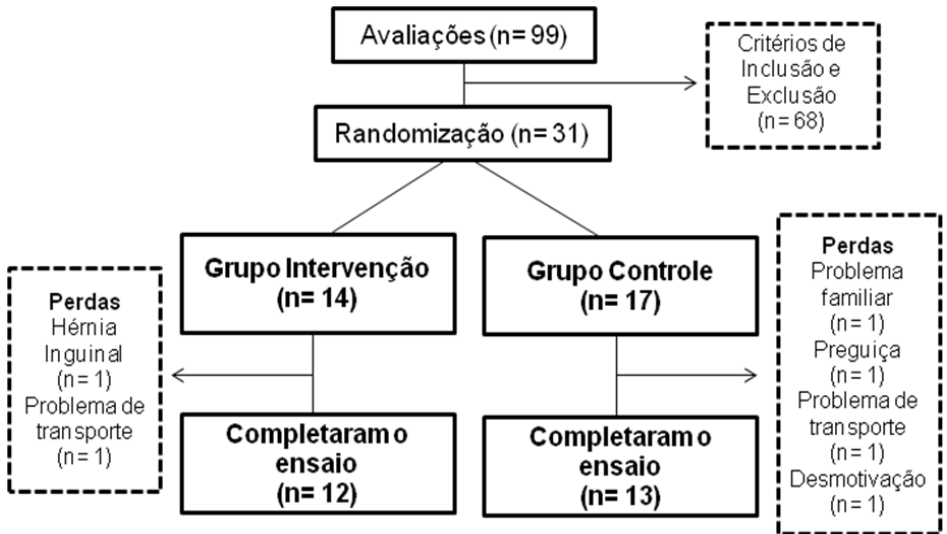 Avaliações (n= 99)
Critérios de
Inclusão e
Exclusão
(n= 68)
Randomização (n= 31)
Grupo Intervenção
(n= 14)
Grupo Controle
(n= 17)
Perdas
Hérnia
Inguinal
(n= 1)
Problema de
transporte
(n= 1)
Perdas
Problema
familiar
(n= 1)
Preguiça
(n= 1)
Problema de
transporte
(n= 1)
Desmotivação
(n= 1)
Completaram o
ensaio
(n= 12)
Completaram o
ensaio
(n= 13)